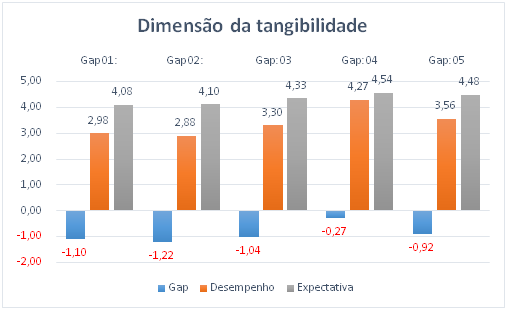 Dimensão da tangibilidade
Gap01: Gap02: Gap:03 Gap:04 Gap:05
5,00
4,00
3,00
2,00
1,00
0,00
-1,00
-2,00
2,98 4,08 2,88 4,10 3,30 4,33 4,27 4,54 3,56 4,48
-1,10 -1,22 -1,04 -0,27 -0,92
Gap Desempenho Expectativa